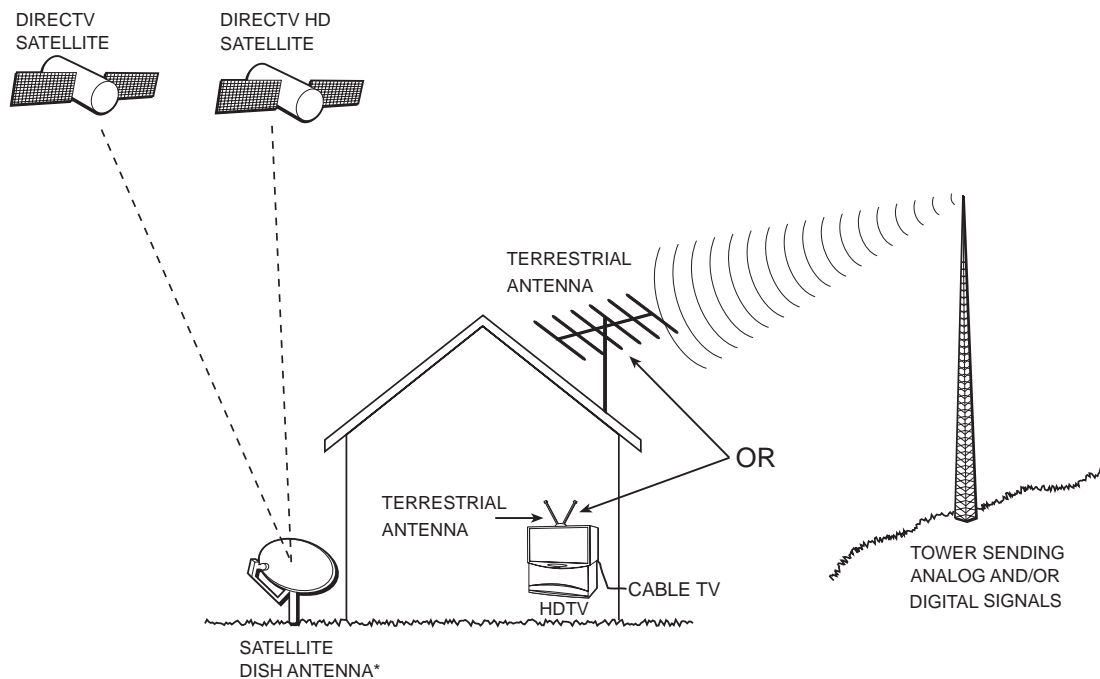 DIRECTV
SATELLITE
DIRECTV HD
SATELLITE
TERRESTRIAL
ANTENNA
OR
TERRESTRIAL
ANTENNA
CABLE TV
HDTV
TOWER SENDING
ANALOG AND/OR
DIGITAL SIGNALS
SATELLITE
DISH ANTENNA*